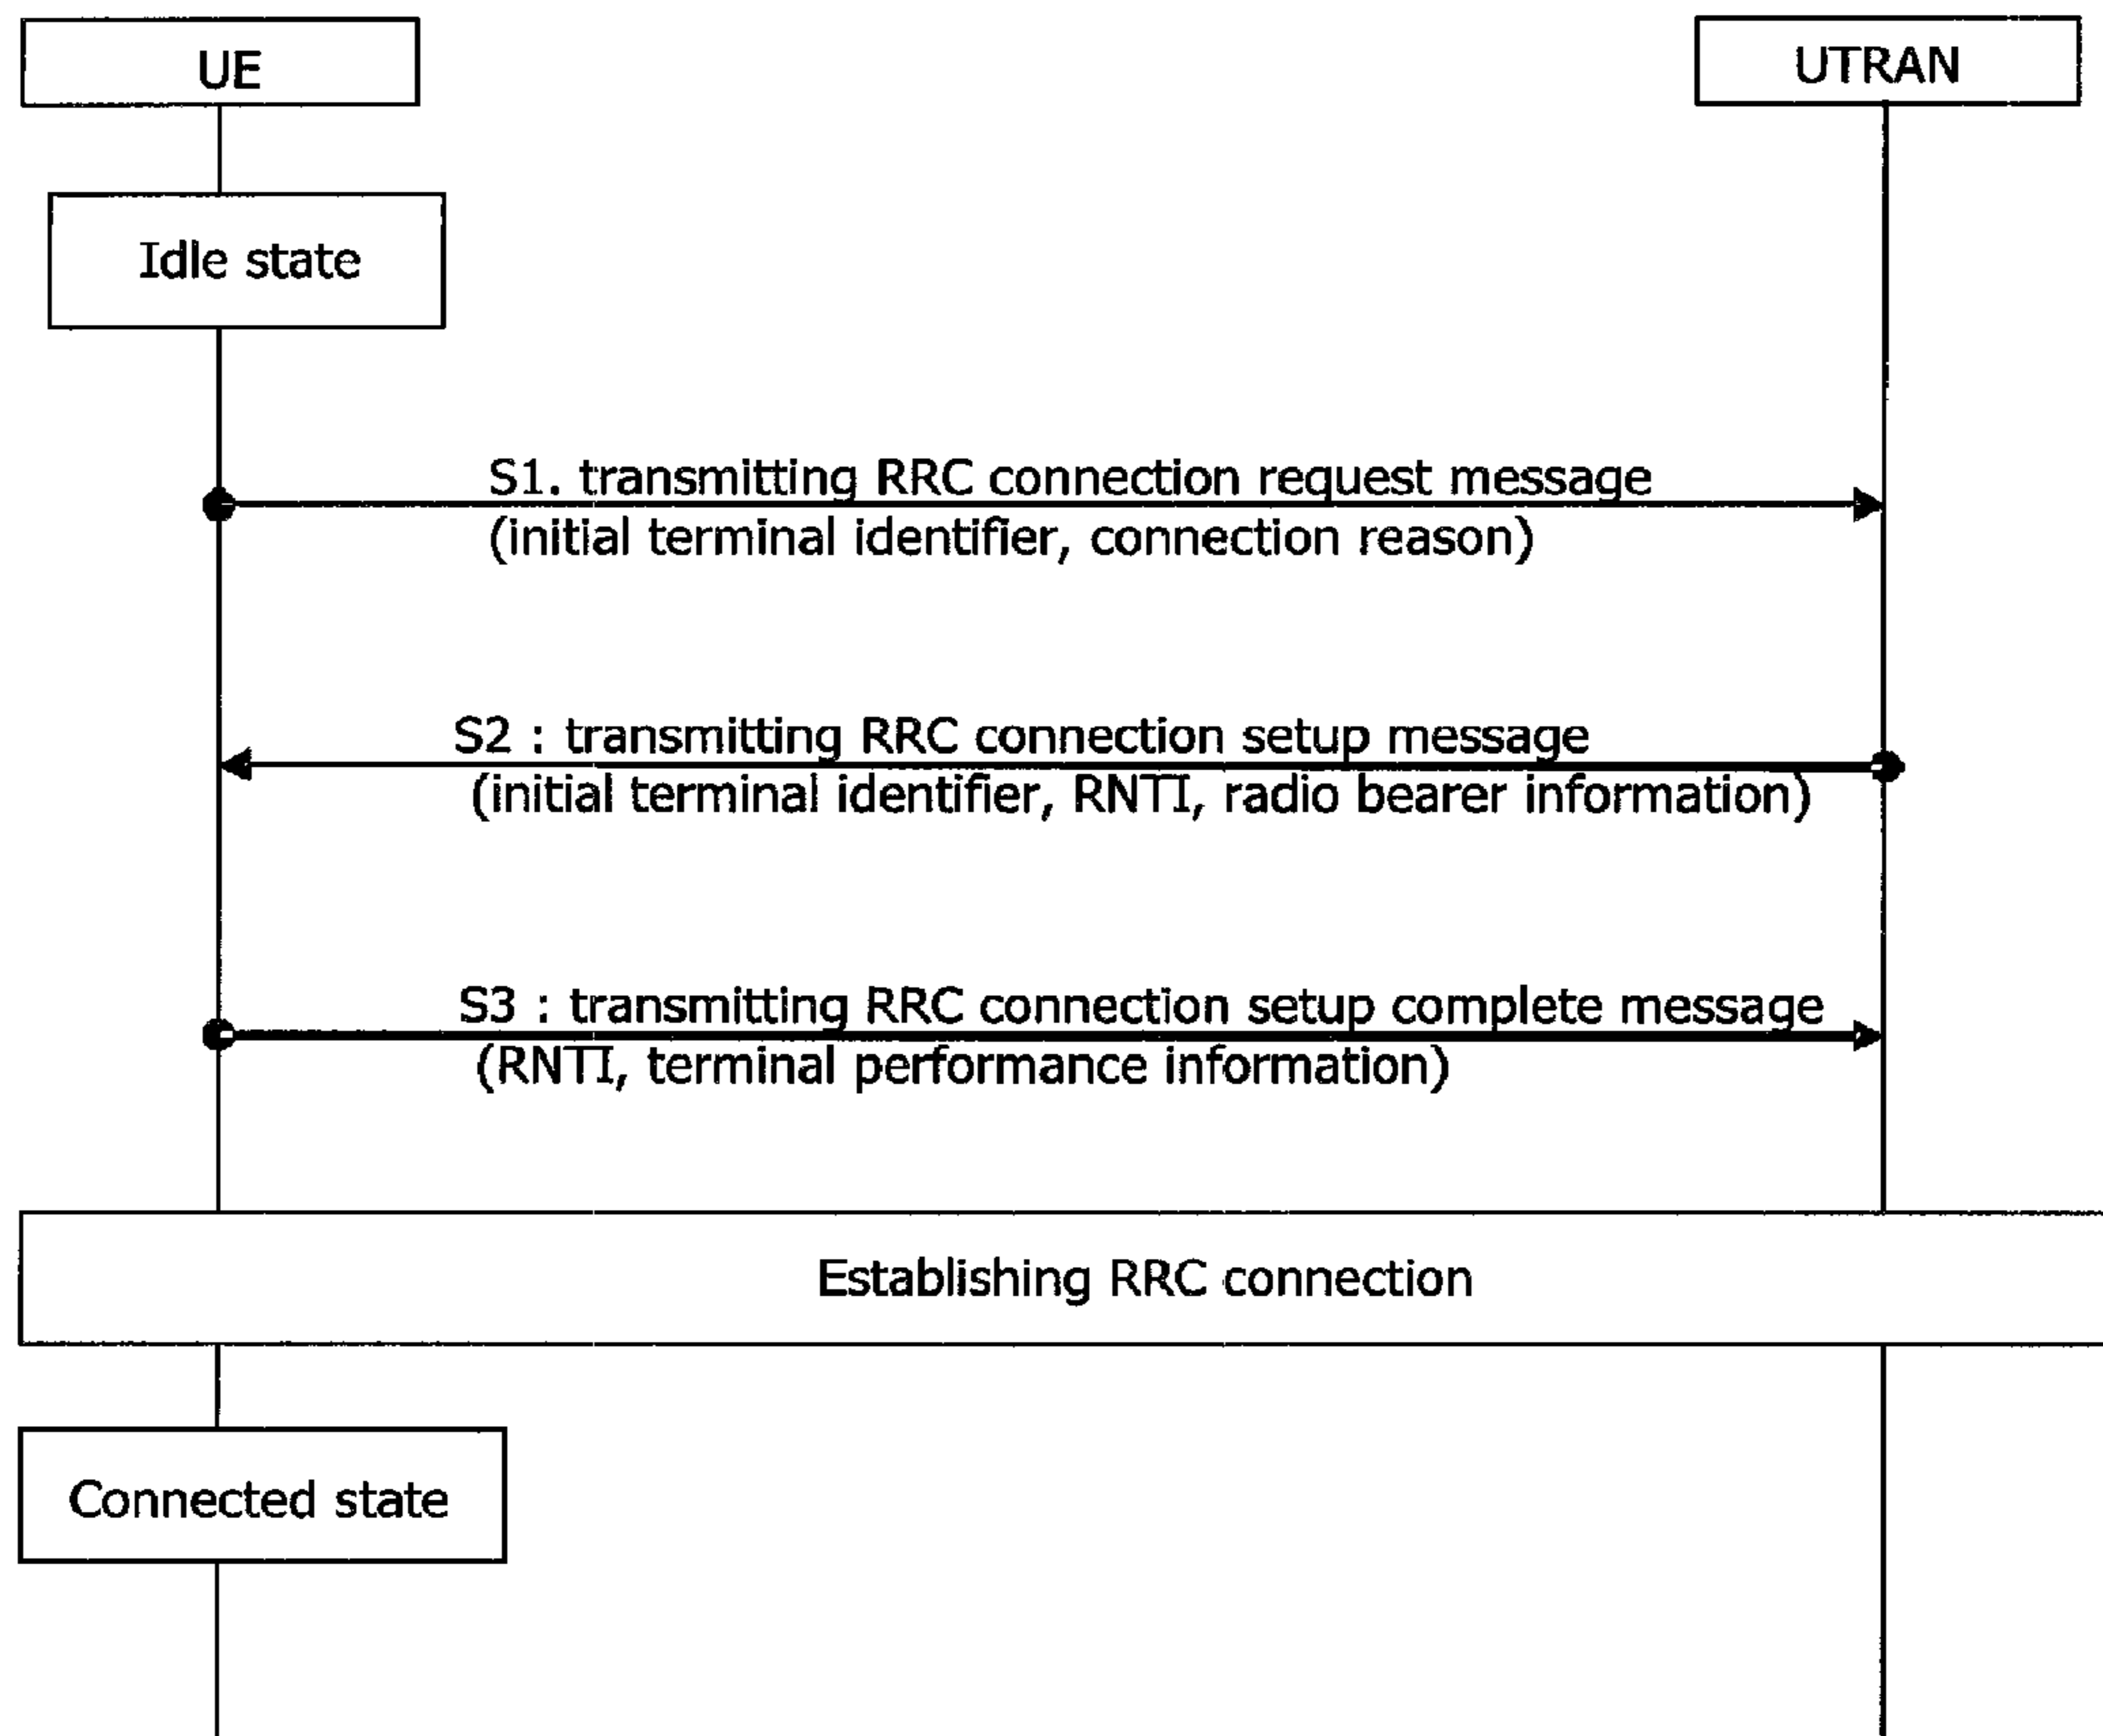 UE
UTRAN
Idle state
S1. transmitting RRC connection request message
(initial terminal identifier, connection reason)
S2 : transmitting RRC connection setup message
(initial terminal identifier, RNTI, radio bearer information)
S3 : transmitting RRC connection setup complete message
(RNTI, terminal performance information)
Establishing RRC connection
Connected state